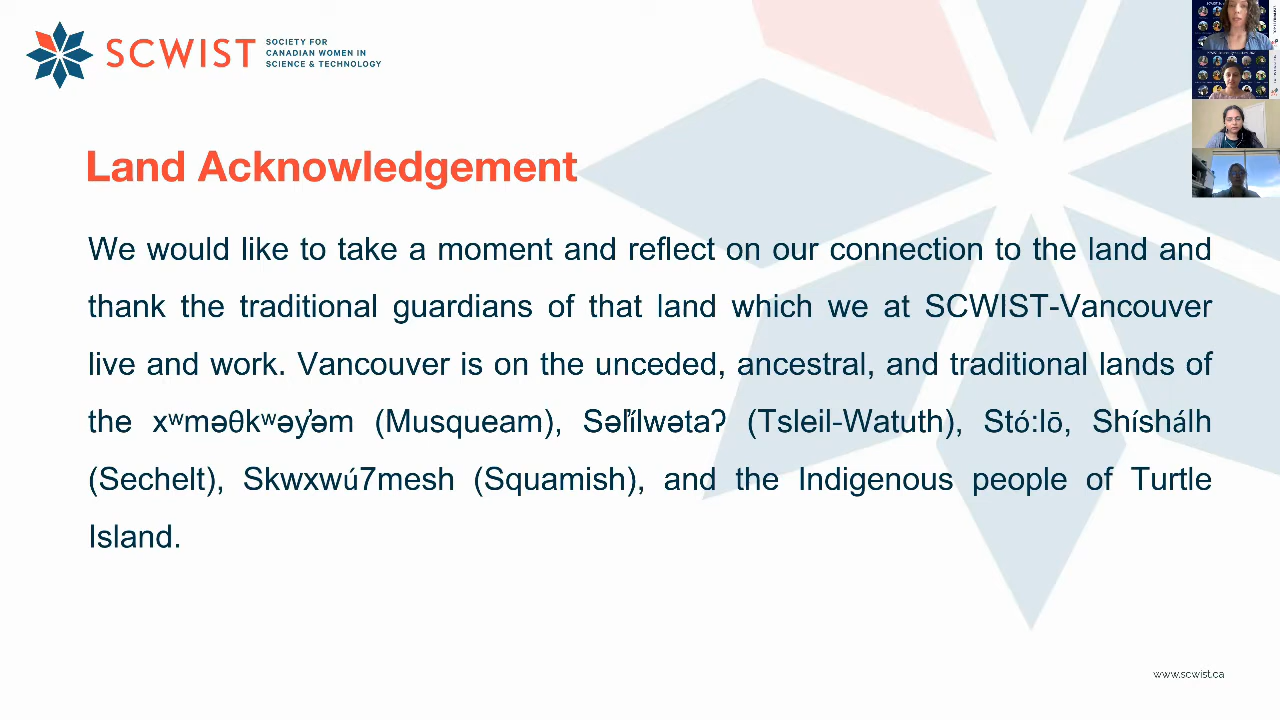 SCWIST
SOCIETY FOR
CANADIAN WOMEN IN
SCIENCE & TECHNOLOGY
Land Acknowledgement
We would like to take a moment and reflect on our connection to the land and
thank the traditional guardians of that land which we at SCWIST-Vancouver
live and work. Vancouver is on the unceded, ancestral, and traditional lands of
the xʷməθkʷəy̓əm (Musqueam), Səl̓ílwətaʔ (Tsleil-Watuth), Stó:lō, Shíshálh
(Sechelt), Skwxwú7mesh (Squamish), and the Indigenous people of Turtle
Island.
www.scwist.ca